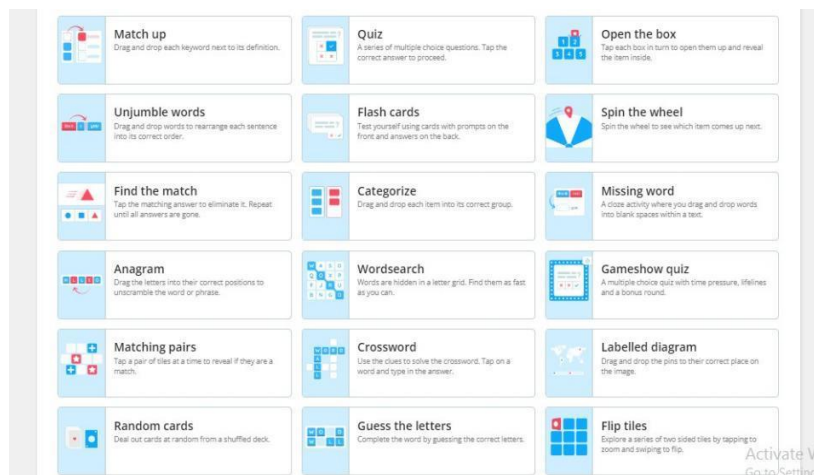 Match up
Drag and drop each keyword next to its definition.
Quiz
A series of multiple choice questions. Tap the
correct answer to proceed.
Open the box
Tap each box in turn to open them up and reveal
the item inside.
Unjumble words
Drag and drop words to rearrange each sentence
into its correct order.
Flash cards
Test yourself using cards with prompts on the
front and answers on the back.
Spin the wheel
Spin the wheel to see which item comes up next.
Find the match
Tap the matching answer to eliminate it. Repeat
until all answers are gone.
Categorize
Drag and drop each item into its correct group.
Missing word
A cloze activity where you drag and drop words
into blank spaces within a text.
Anagram
Drag the letters into their correct positions to
unscramble the word or phrase.
Wordsearch
Words are hidden in a letter grid. Find them as fast
as you can.
Gameshow quiz
A multiple choice quiz with time pressure, lifelines
and a bonus round.
Matching pairs
Tap a pair of tiles at a time to reveal if they are a
match.
Crossword
Use the clues to solve the crossword. Tap on a
word and type in the answer.
Labelled diagram
Drag and drop the pins to their correct place on
the image.
Random cards
Deal out cards at random from a shuffled deck.
Guess the letters
Complete the word by guessing the correct letters.
Flip tiles
Explore a series of two sided tiles by tapping to
zoom and swiping to flip.
Activate
Go to